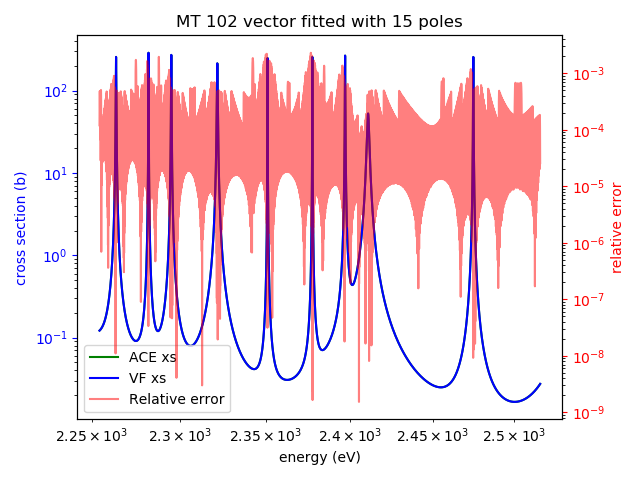 MT 102 vector fitted with 15 poles
cross section (b)
10²
10¹
10⁰
10⁻¹
10⁻³
10⁻⁴
10⁻⁵
10⁻⁶
10⁻⁷
10⁻⁸
10⁻⁹
relative error
ACE xs
VF xs
Relative error
2.25 × 10³ 2.3 × 10³ 2.35 × 10³ 2.4 × 10³ 2.45 × 10³ 2.5 × 10³
energy (eV)